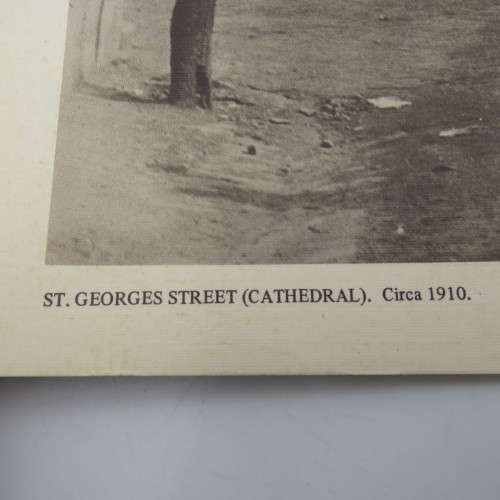 ST. GEORGES STREET (CATHEDRAL). Circa 1910.